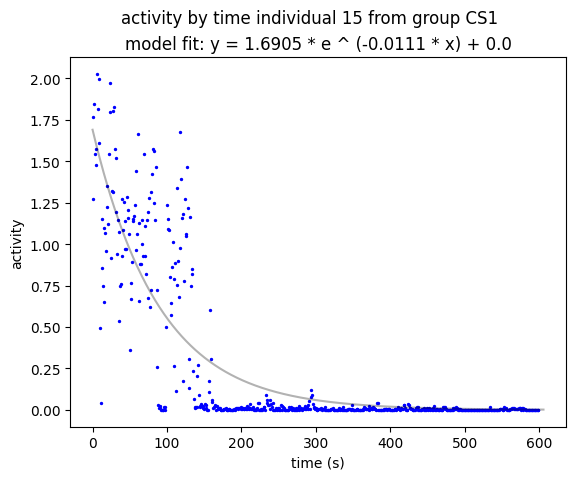 activity by time individual 15 from group CS1
model fit: y = 1.6905 * e ^ (-0.0111 * x) + 0.0
2.00
1.75
1.50
1.25
1.00
0.75
0.50
0.25
0.00
activity
0 100 200 300 400 500 600
time (s)